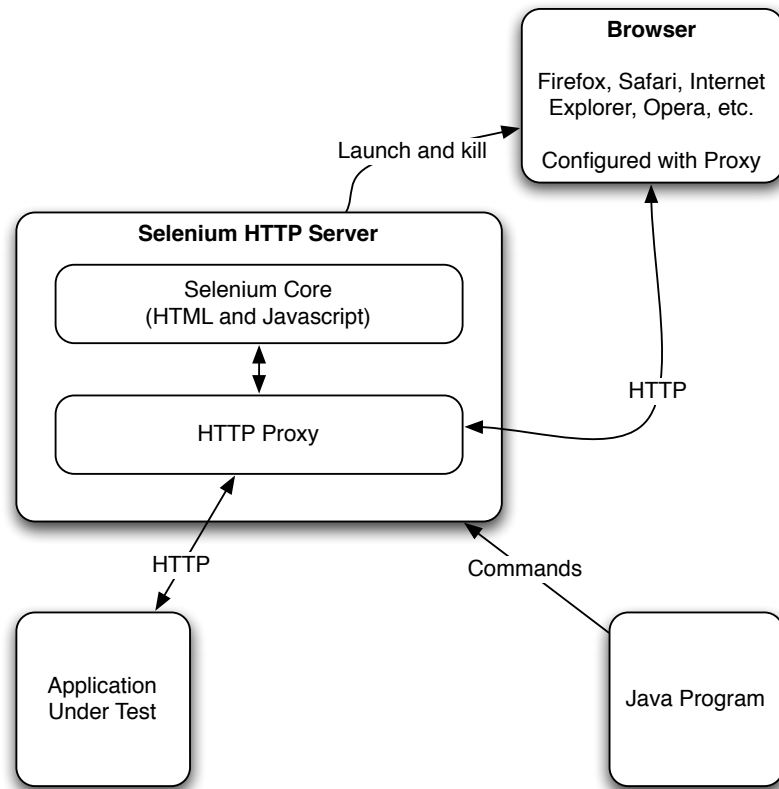 Browser
Firefox, Safari, Internet
Explorer, Opera, etc.
Configured with Proxy
Launch and kill
Selenium HTTP Server
Selenium Core
(HTML and Javascript)
HTTP
HTTP Proxy
HTTP
Commands
Application
Under Test
Java Program